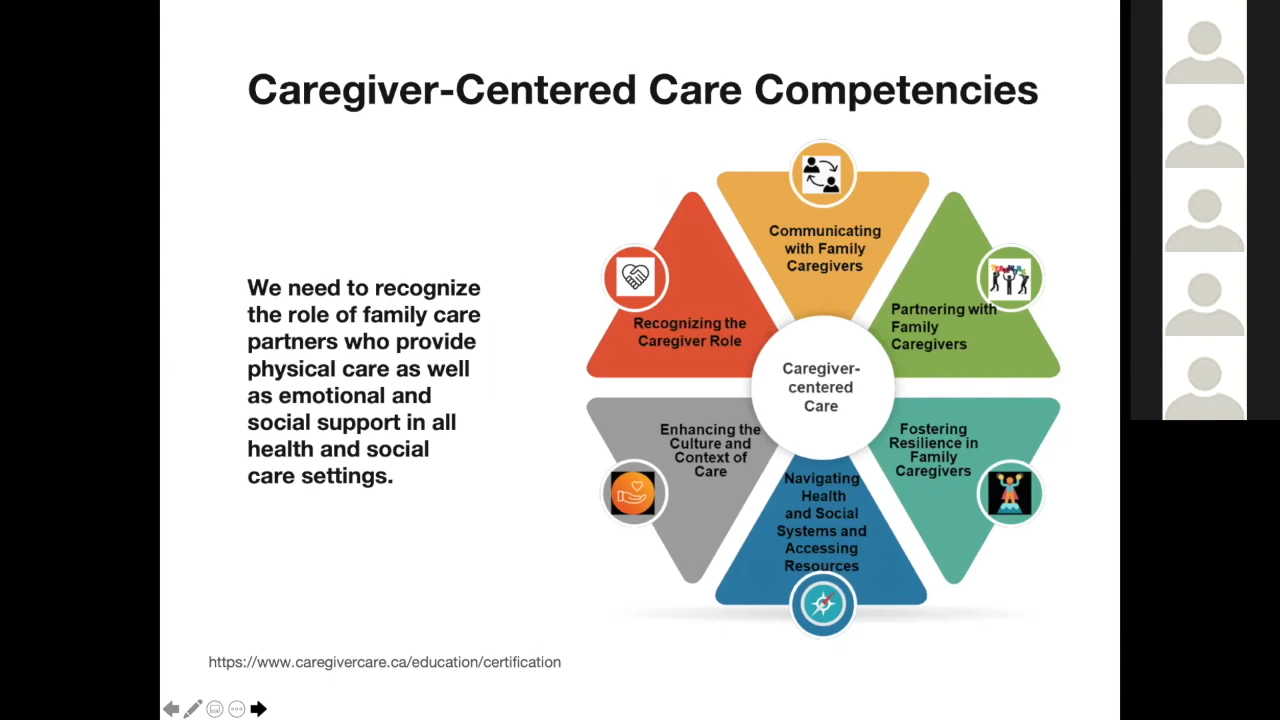 Caregiver-Centered Care Competencies
We need to recognize
the role of family care
partners who provide
physical care as well
as emotional and
social support in all
health and social
care settings.
Communicating
with Family
Caregivers
Partnering with
Family
Caregivers
Fostering
Resilience in
Family
Caregivers
Navigating
Health
and Social
Systems and
Accessing
Resources
Enhancing the
Culture and
Context of
Care
Recognizing the
Caregiver Role
Caregiver-
centered
Care
https://www.caregivercare.ca/education/certification